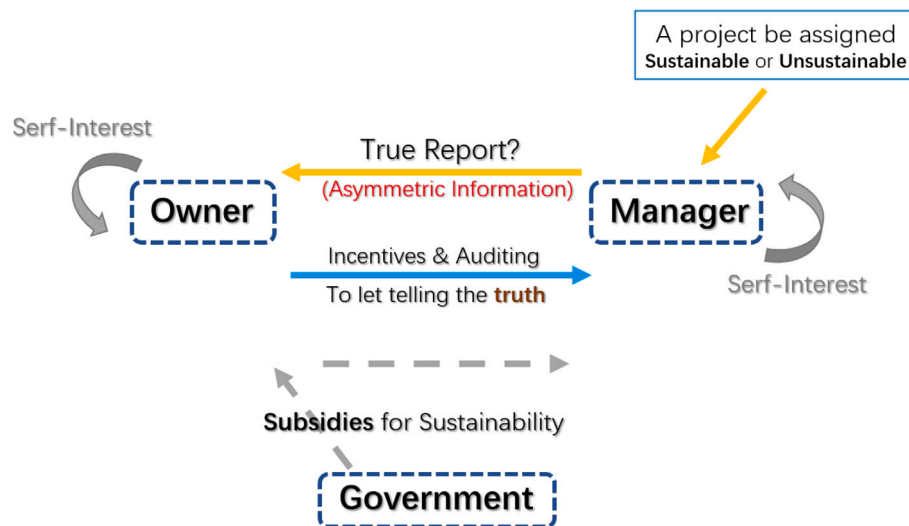 A project be assigned
Sustainable or Unsustainable
Serf-Interest
True Report?
(Asymmetric Information)
Owner
Manager
Incentives & Auditing
To let telling the truth
Serf-Interest
Subsidies for Sustainability
Government